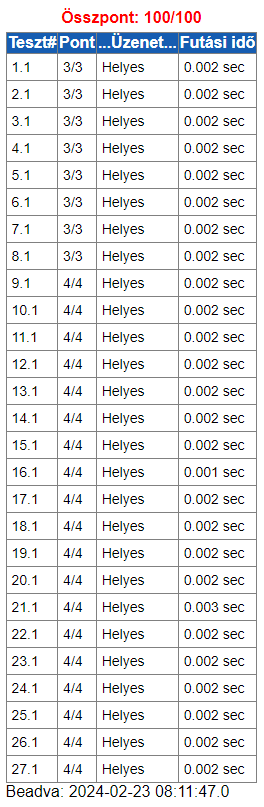 Összpont: 100/100
Teszt# Pont ...Üzenet... Futási idő
1.1 3/3 Helyes 0.002 sec
2.1 3/3 Helyes 0.002 sec
3.1 3/3 Helyes 0.002 sec
4.1 3/3 Helyes 0.002 sec
5.1 3/3 Helyes 0.002 sec
6.1 3/3 Helyes 0.002 sec
7.1 3/3 Helyes 0.002 sec
8.1 3/3 Helyes 0.002 sec
9.1 4/4 Helyes 0.002 sec
10.1 4/4 Helyes 0.002 sec
11.1 4/4 Helyes 0.002 sec
12.1 4/4 Helyes 0.002 sec
13.1 4/4 Helyes 0.002 sec
14.1 4/4 Helyes 0.002 sec
15.1 4/4 Helyes 0.002 sec
16.1 4/4 Helyes 0.001 sec
17.1 4/4 Helyes 0.002 sec
18.1 4/4 Helyes 0.002 sec
19.1 4/4 Helyes 0.002 sec
20.1 4/4 Helyes 0.002 sec
21.1 4/4 Helyes 0.003 sec
22.1 4/4 Helyes 0.002 sec
23.1 4/4 Helyes 0.002 sec
24.1 4/4 Helyes 0.002 sec
25.1 4/4 Helyes 0.002 sec
26.1 4/4 Helyes 0.002 sec
27.1 4/4 Helyes 0.002 sec
Beadva: 2024-02-23 08:11:47.0